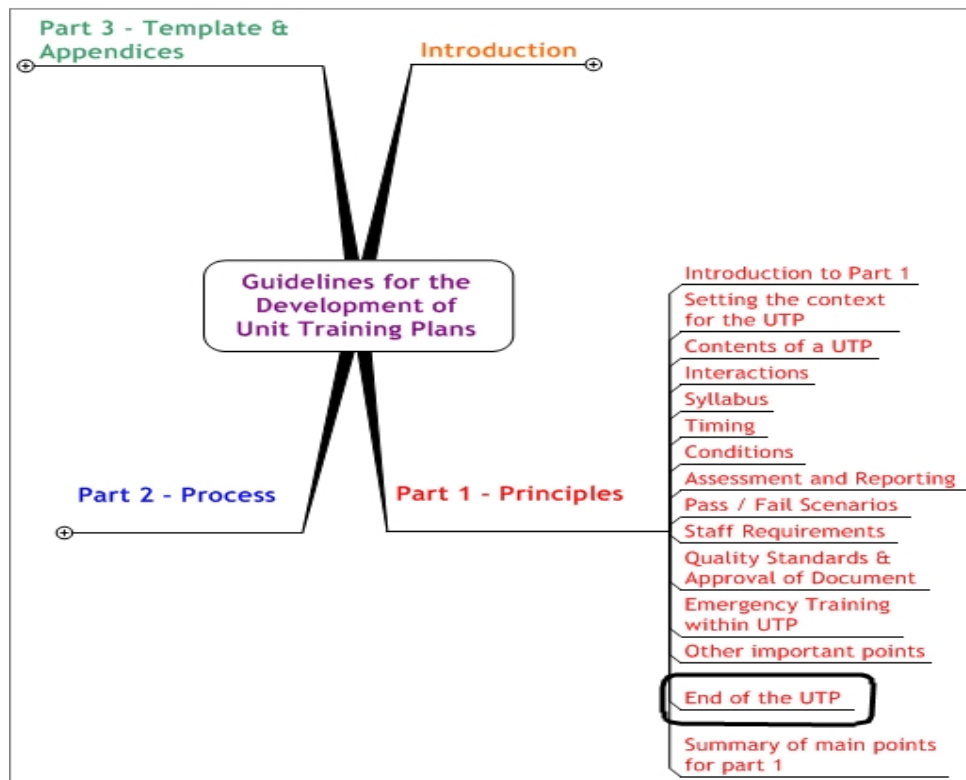 Part 3 - Template &
Appendices
Introduction
Guidelines for the
Development of
Unit Training Plans
Part 2 - Process
Part 1 - Principles
Introduction to Part 1
Setting the context
for the UTP
Contents of a UTP
Interactions
Syllabus
Timing
Conditions
Assessment and Reporting
Pass / Fail Scenarios
Staff Requirements
Quality Standards &
Approval of Document
Emergency Training
within UTP
Other important points
End of the UTP
Summary of main points
for part 1